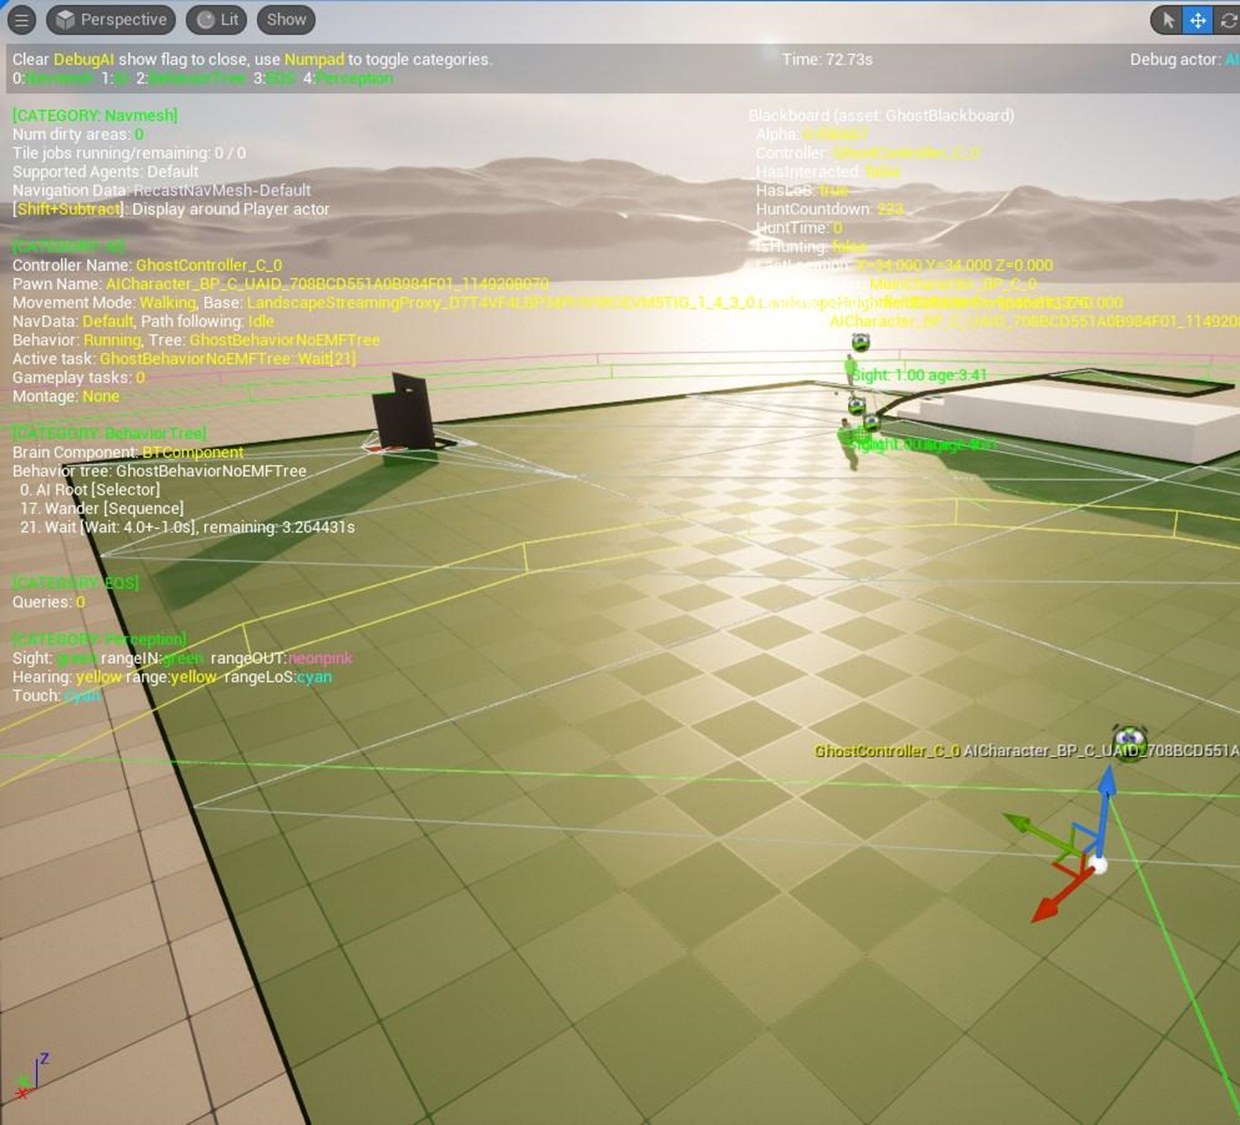 Perspective Lit Show
Clear DebugAI show flag to close, use Numpad to toggle categories. Time: 72.73s Debug actor: AI
0:Navmesh 1:AI 2:BehaviorTree 3:EQS 4:Perception
[CATEGORY: Navmesh]
Num dirty areas: 0
Tile jobs running/remaining: 0 / 0
Supported Agents: Default
Navigation Data: RecastNavMesh-Default
[Shift+Subtract]: Display around Player actor
[CATEGORY: AI]
Controller Name: GhostController_C_0
Pawn Name: AICharacter_BP_C_UAID_708BCD551A0B984F01_1149208070
Movement Mode: Walking, Base:
NavData: Default, Path following: Idle
Behavior: Running, Tree: GhostBehaviorNoEMFTree
Active task: GhostBehaviorNoEMFTree::Wait[21]
Gameplay tasks: 0
Montage: None
[CATEGORY: BehaviorTree]
Brain Component: BTComponent
Behavior tree: GhostBehaviorNoEMFTree
0. AI Root [Selector]
17. Wander [Sequence]
21. Wait [Wait: 4.0+-1.0s], remaining: 3.264431s
[CATEGORY: EQS]
Queries: 0
[CATEGORY: Perception]
Sight: green rangeIN:green rangeOUT:neonpink
Hearing: yellow range:yellow rangeLoS:cyan
Touch: cyan
Blackboard (asset: GhostBlackboard)
Alpha:
Controller: GhostController_C_0
HasInteracted: false
HasLoS: true
HuntCountdown: 223
HuntTime: 0
IsHunting: false
X=34.000 Y=34.000 Z=0.000
MainCharacter_BP_C_0
AICharacter_BP_C_UAID_708BCD551A0B984F01_114920
Sight: 1.00 age:3.41
GhostController_C_0 AICharacter_BP_C_UAID_708BCD551A
Z
X